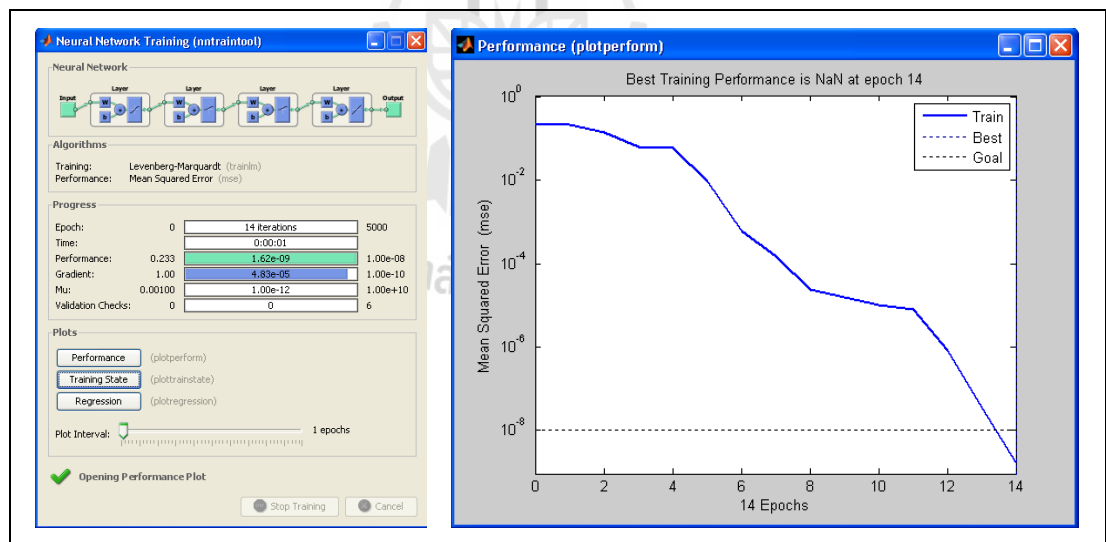 Neural Network Training (nntraintool)
Neural Network
Input Layer Layer Layer Layer Output
W b W b W b W b
Algorithms
Training: Levenberg-Marquardt (trainlm)
Performance: Mean Squared Error (mse)
Progress
Epoch: 0 14 iterations 5000
Time: 0:00:01
Performance: 0.233 1.62e-09 1.00e-08
Gradient: 1.00 4.83e-05 1.00e-10
Mu: 0.00100 1.00e-12 1.00e+10
Validation Checks: 0 0 6
Plots
Performance (plotperform)
Training State (plottrainstate)
Regression (plotregression)
Plot Interval: 1 epochs
Opening Performance Plot
Stop Training Cancel
Performance (plotperform)
Best Training Performance is NaN at epoch 14
Train
Best
Goal
10^0
10^-2
10^-4
10^-6
10^-8
Mean Squared Error (mse)
0 2 4 6 8 10 12 14
14 Epochs